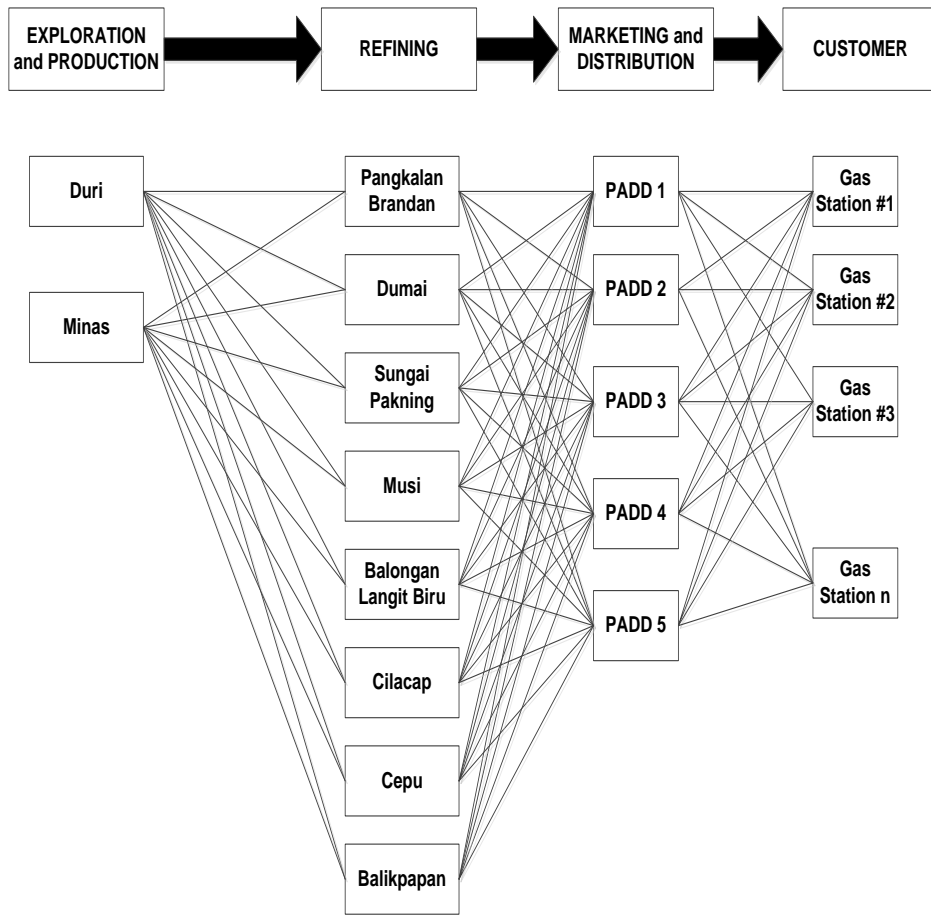 EXPLORATION
and PRODUCTION
REFINING
MARKETING and
DISTRIBUTION
CUSTOMER
Duri
Minas
Pangkalan
Brandan
Dumai
Sungai
Pakning
Musi
Balongan
Langit Biru
Cilacap
Cepu
Balikpapan
PADD 1
PADD 2
PADD 3
PADD 4
PADD 5
Gas
Station #1
Gas
Station #2
Gas
Station #3
Gas
Station n